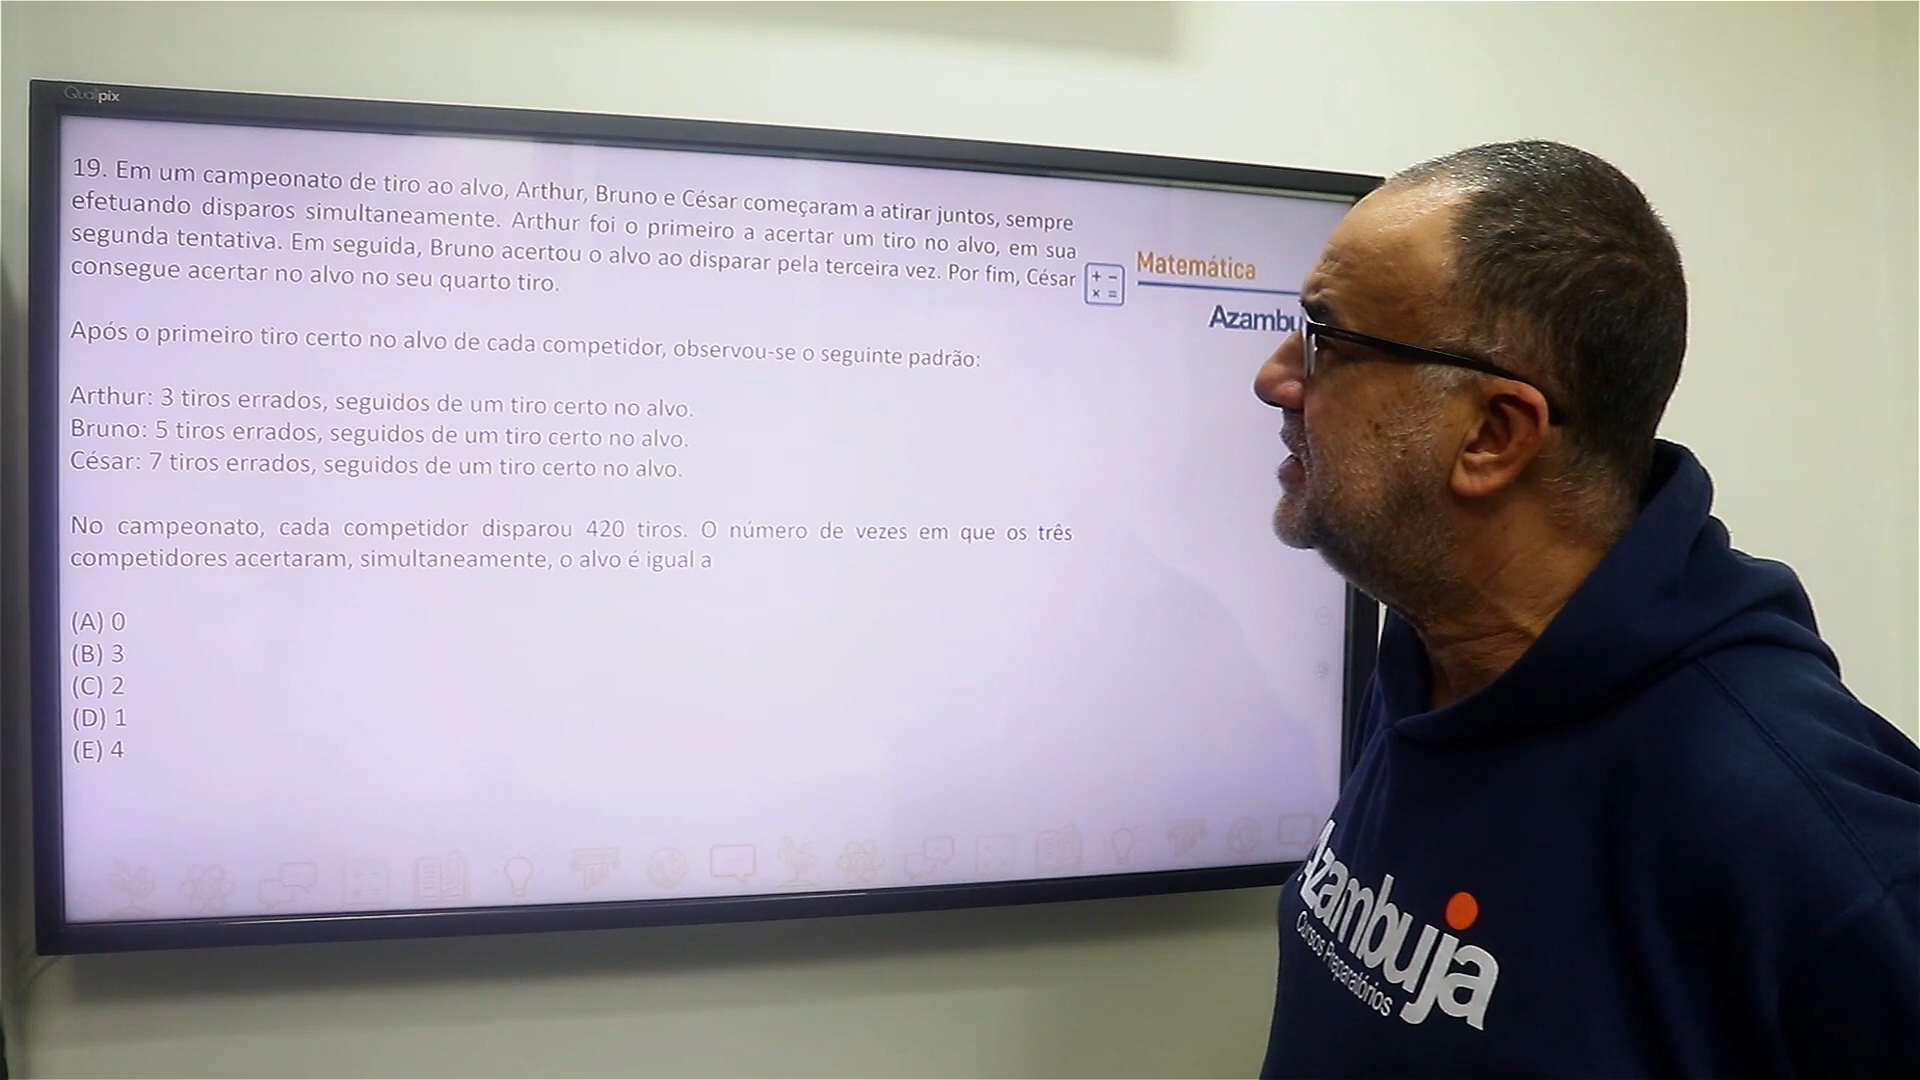 Qualipix
19. Em um campeonato de tiro ao alvo, Arthur, Bruno e César começaram a atirar juntos, sempre
efetuando disparos simultaneamente. Arthur foi o primeiro a acertar um tiro no alvo, em sua
segunda tentativa. Em seguida, Bruno acertou o alvo ao disparar pela terceira vez. Por fim, César
consegue acertar no alvo no seu quarto tiro.
Após o primeiro tiro certo no alvo de cada competidor, observou-se o seguinte padrão:
Arthur: 3 tiros errados, seguidos de um tiro certo no alvo.
Bruno: 5 tiros errados, seguidos de um tiro certo no alvo.
César: 7 tiros errados, seguidos de um tiro certo no alvo.
No campeonato, cada competidor disparou 420 tiros. O número de vezes em que os três
competidores acertaram, simultaneamente, o alvo é igual a
(A) 0
(B) 3
(C) 2
(D) 1
(E) 4
+ −
× =
Matemática
Azambu
Azambuja
Cursos Preparatórios